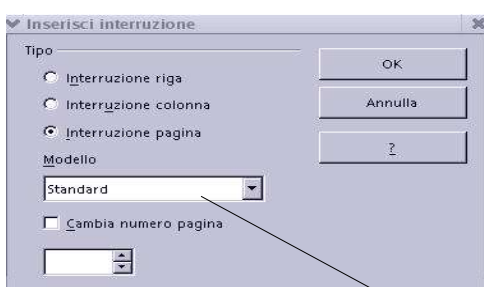 Inserisci interruzione
Tipo
Interruzione riga
Interruzione colonna
Interruzione pagina
Modello
Standard
Cambia numero pagina
OK
Annulla
?